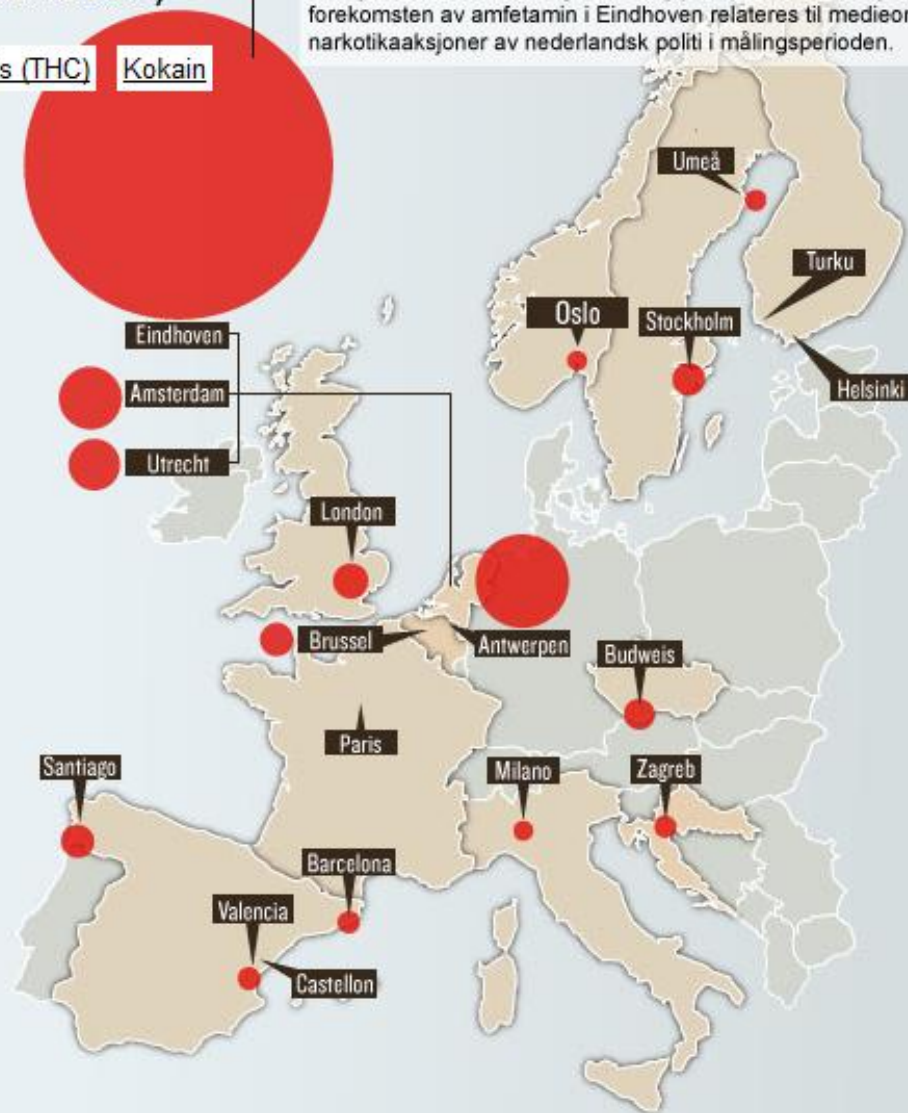 forekomsten av amfetamin i Eindhoven relateres til
narkotikaaksjoner av nederlandsk politi i målingsperioden.
(THC) Kokain
Umeå
Turku
Oslo
Stockholm
Eindhoven
Helsinki
Amsterdam
Utrecht
London
Brussel
Antwerpen
Budweis
Paris
Santiago
Milano
Zagreb
Barcelona
Valencia
Castellon